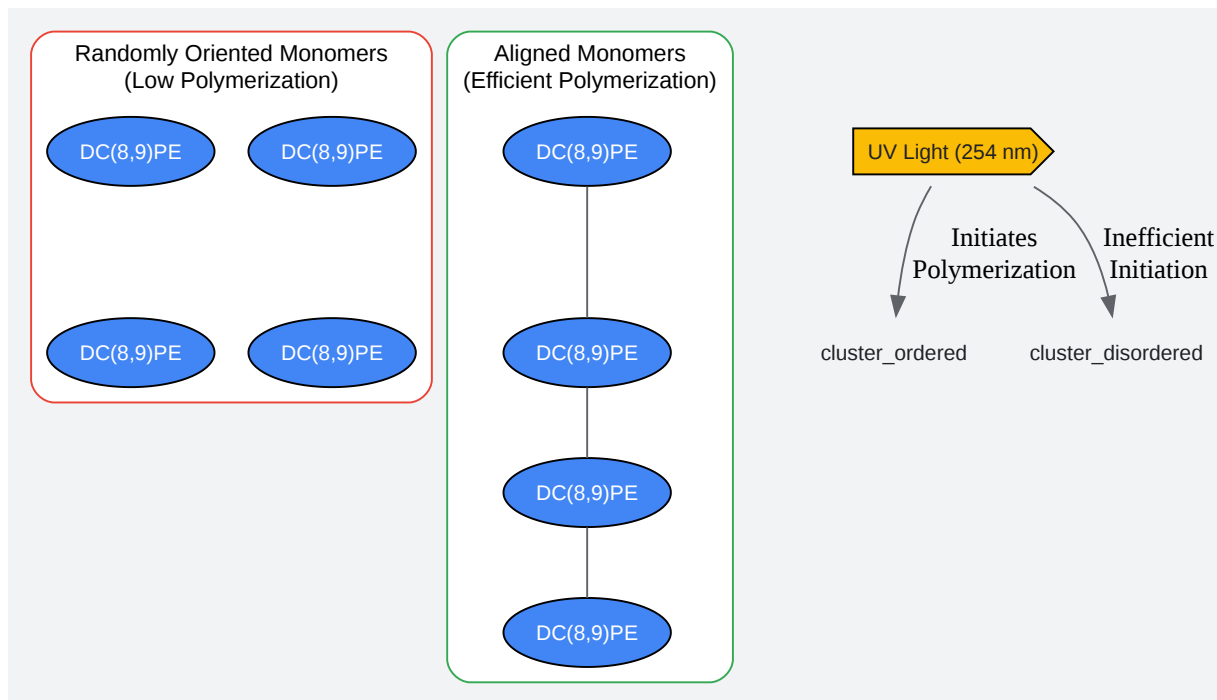 Randomly Oriented Monomers
(Low Polymerization)
DC(8,9)PE
DC(8,9)PE
DC(8,9)PE
DC(8,9)PE
Aligned Monomers
(Efficient Polymerization)
DC(8,9)PE
DC(8,9)PE
DC(8,9)PE
DC(8,9)PE
UV Light (254 nm)
Initiates
Polymerization
Inefficient
Initiation
cluster_ordered
cluster_disordered